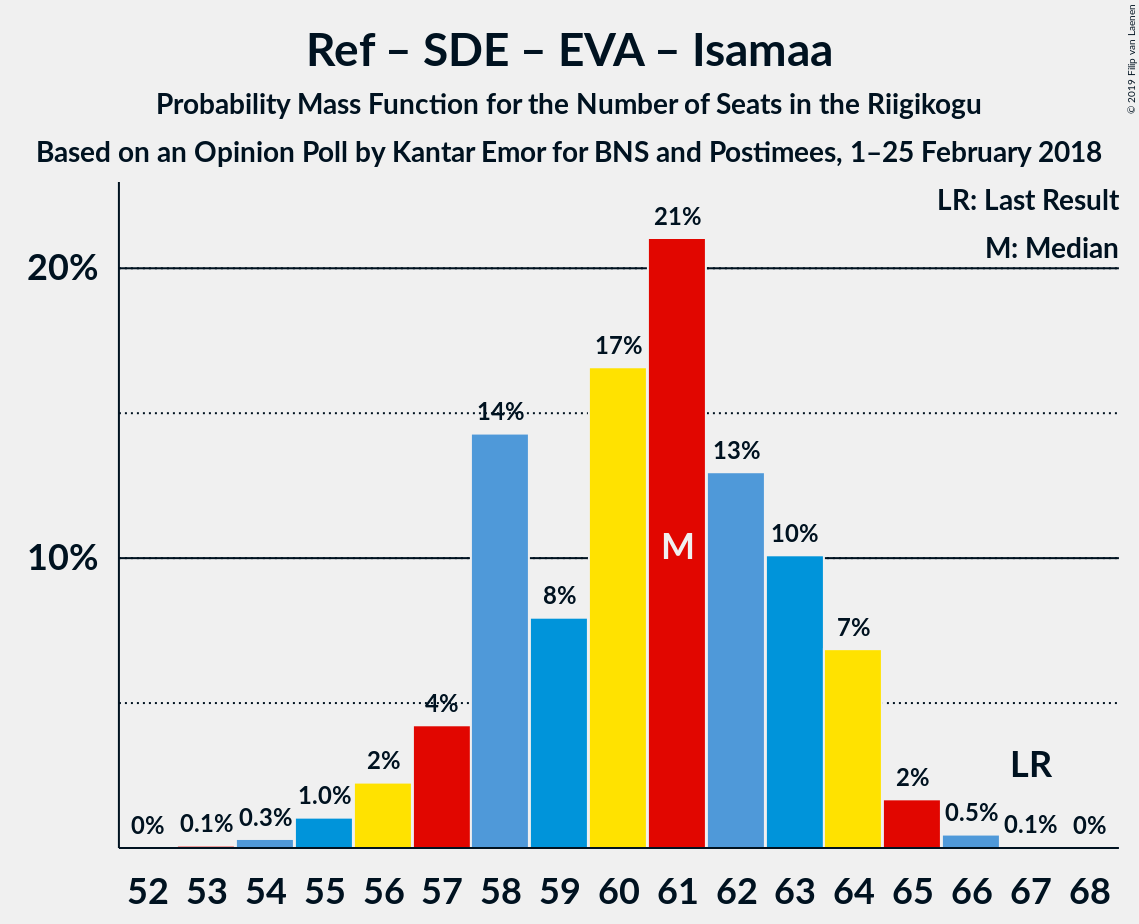 Ref – SDE – EVA – Isamaa
Probability Mass Function for the Number of Seats in the Riigikogu
Based on an Opinion Poll by Kantar Emor for BNS and Postimees, 1–25 February 2018
© 2019 Filip van Laenen
LR: Last Result
M: Median
20%
10%
0%
0.1%
0.3%
1.0%
2%
4%
14%
8%
17%
21%
13%
10%
7%
2%
0.5%
0.1%
0%
M
LR
52 53 54 55 56 57 58 59 60 61 62 63 64 65 66 67 68